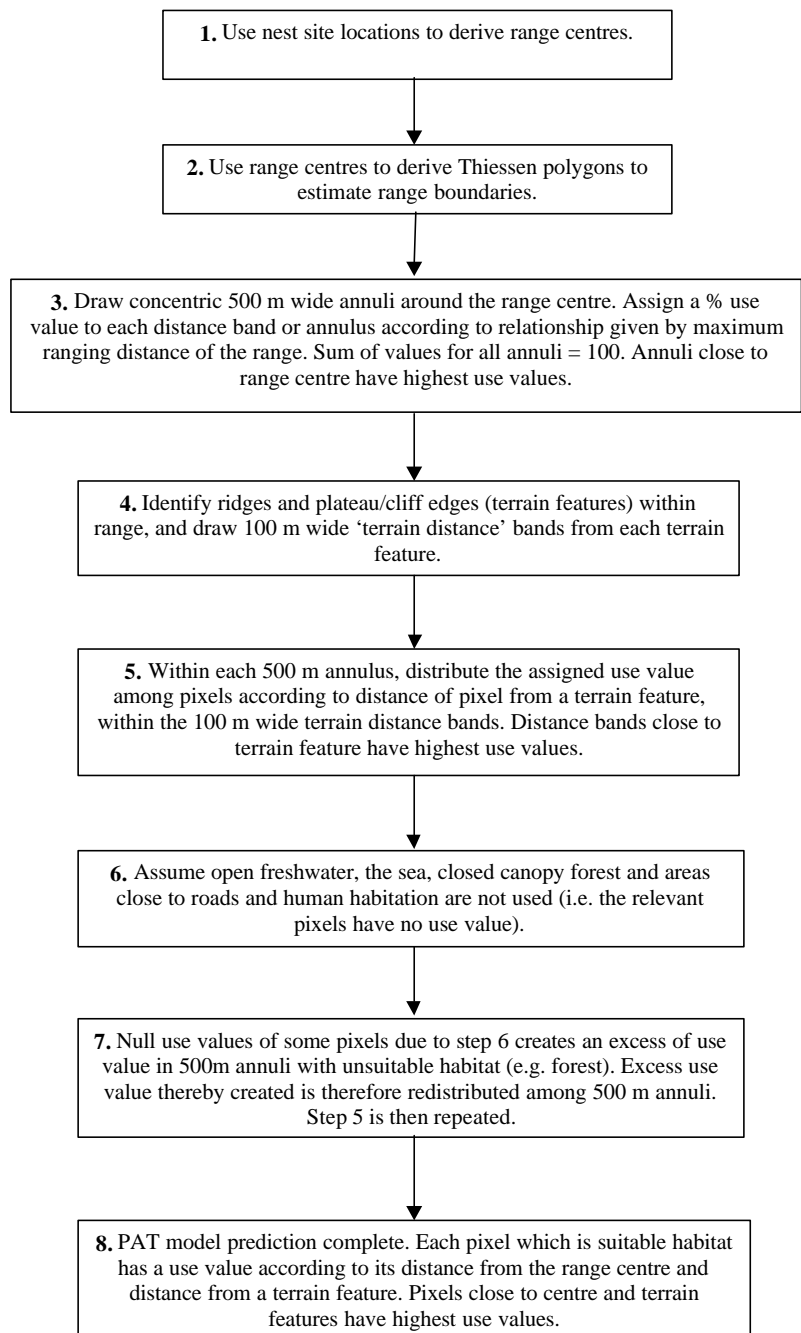 1. Use nest site locations to derive range centres.
2. Use range centres to derive Thiessen polygons to
estimate range boundaries.
3. Draw concentric 500 m wide annuli around the range centre. Assign a % use
value to each distance band or annulus according to relationship given by maximum
ranging distance of the range. Sum of values for all annuli = 100. Annuli close to
range centre have highest use values.
4. Identify ridges and plateau/cliff edges (terrain features) within
range, and draw 100 m wide ‘terrain distance’ bands from each terrain
feature.
5. Within each 500 m annulus, distribute the assigned use value
among pixels according to distance of pixel from a terrain feature,
within the 100 m wide terrain distance bands. Distance bands close to
terrain feature have highest use values.
6. Assume open freshwater, the sea, closed canopy forest and areas
close to roads and human habitation are not used (i.e. the relevant
pixels have no use value).
7. Null use values of some pixels due to step 6 creates an excess of use
value in 500m annuli with unsuitable habitat (e.g. forest). Excess use
value thereby created is therefore redistributed among 500 m annuli.
Step 5 is then repeated.
8. PAT model prediction complete. Each pixel which is suitable habitat
has a use value according to its distance from the range centre and
distance from a terrain feature. Pixels close to centre and terrain
features have highest use values.